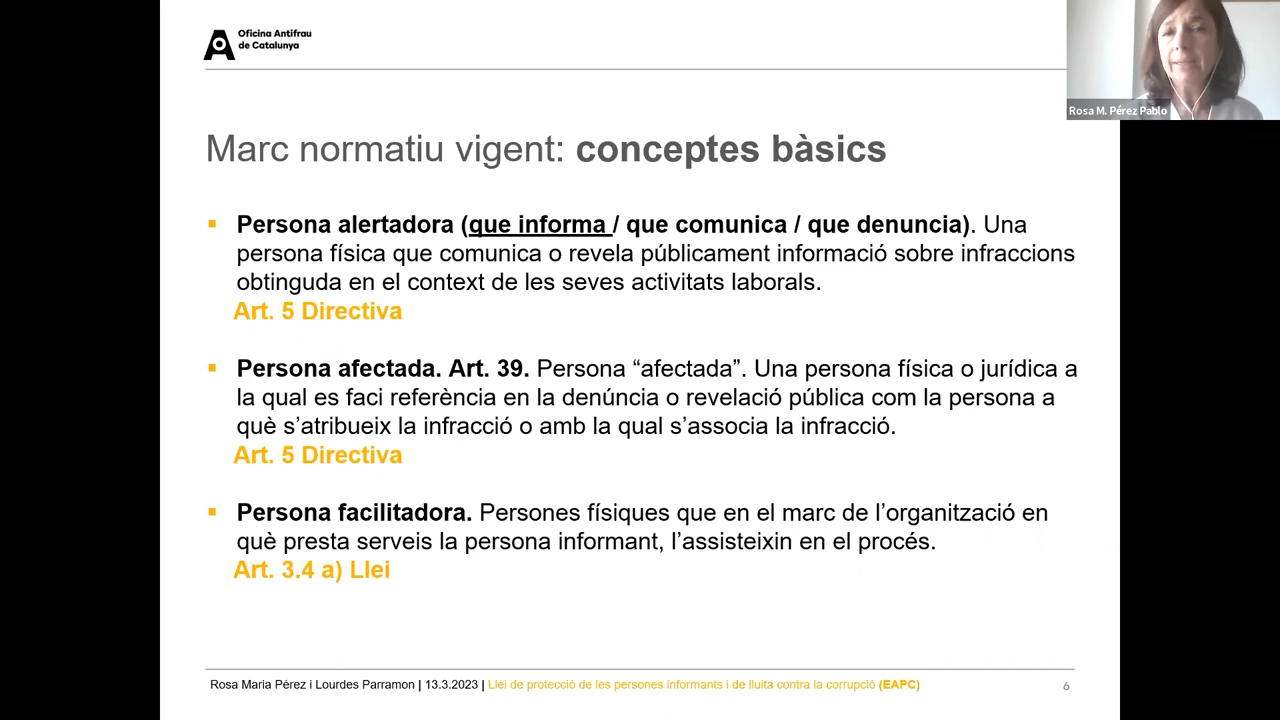 Oficina Antifrau
de Catalunya
Rosa M. Pérez Pablo
Marc normatiu vigent: conceptes bàsics
Persona alertadora (que informa / que comunica / que denuncia). Una
persona física que comunica o revela públicament informació sobre infraccions
obtinguda en el context de les seves activitats laborals.
Art. 5 Directiva
Persona afectada. Art. 39. Persona “afectada”. Una persona física o jurídica a
la qual es faci referència en la denúncia o revelació pública com la persona a
què s’atribueix la infracció o amb la qual s’associa la infracció.
Art. 5 Directiva
Persona facilitadora. Persones físiques que en el marc de l’organització en
què presta serveis la persona informant, l’assisteixin en el procés.
Art. 3.4 a) Llei
Rosa Maria Pérez i Lourdes Parramon | 13.3.2023 | Llei de protecció de les persones informants i de lluita contra la corrupció (EAPC)
6